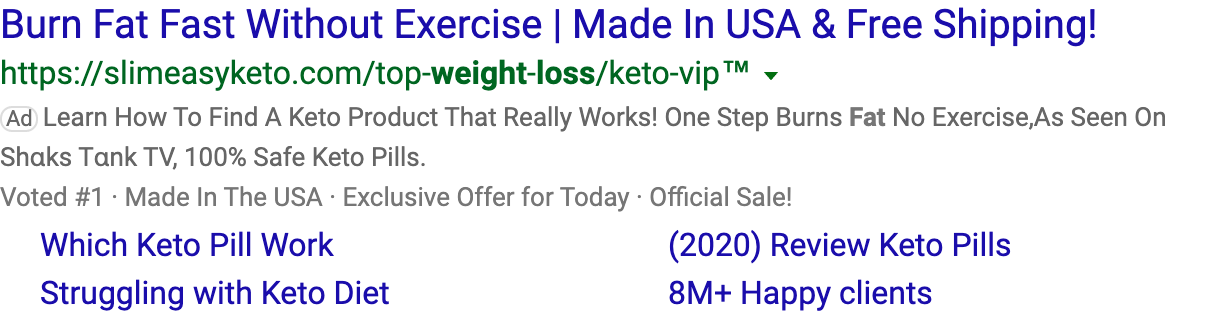 Burn Fat Fast Without Exercise | Made In USA & Free Shipping!
https://slimeasyketo.com/top-weight-loss/keto-vip™
Ad Learn How To Find A Keto Product That Really Works! One Step Burns Fat No Exercise,As Seen On
Shɑks Tɑnk TV, 100% Safe Keto Pills.
Voted #1 · Made In The USA · Exclusive Offer for Today · Official Sale!
Which Keto Pill Work
(2020) Review Keto Pills
Struggling with Keto Diet
8M+ Happy clients